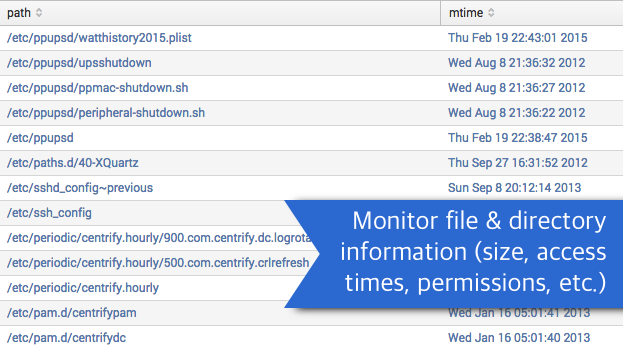 path mtime
/etc/ppupsd/watthistory2015.plist Thu Feb 19 22:43:01 2015
/etc/ppupsd/upsshutdown Wed Aug 8 21:36:32 2012
/etc/ppupsd/ppmac-shutdown.sh Wed Aug 8 21:36:22 2012
/etc/ppupsd/peripheral-shutdown.sh Wed Aug 8 21:36:27 2012
/etc/ppupsd Thu Feb 19 22:38:47 2015
/etc/paths.d/40-XQuartz Thu Sep 27 16:31:52 2012
/etc/sshd_config~previous Sun Sep 8 20:12:14 2013
/etc/ssh_config
/etc/periodic/centrify.hourly/900.com.centrify.dc.logrota
/etc/periodic/centrify.hourly/500.com.centrify.crlrefresh
/etc/periodic/centrify.hourly
/etc/pam.d/centrifypam Wed Jan 16 05:01:41 2013
/etc/pam.d/centrifydc Wed Jan 16 05:01:40 2013
Monitor file & directory
information (size, access
times, permissions, etc.)